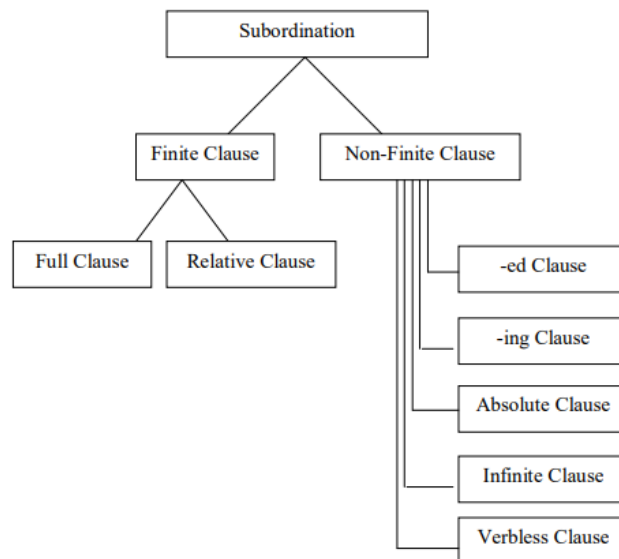 Subordination
Finite Clause
Non-Finite Clause
Full Clause
Relative Clause
-ed Clause
-ing Clause
Absolute Clause
Infinite Clause
Verbless Clause